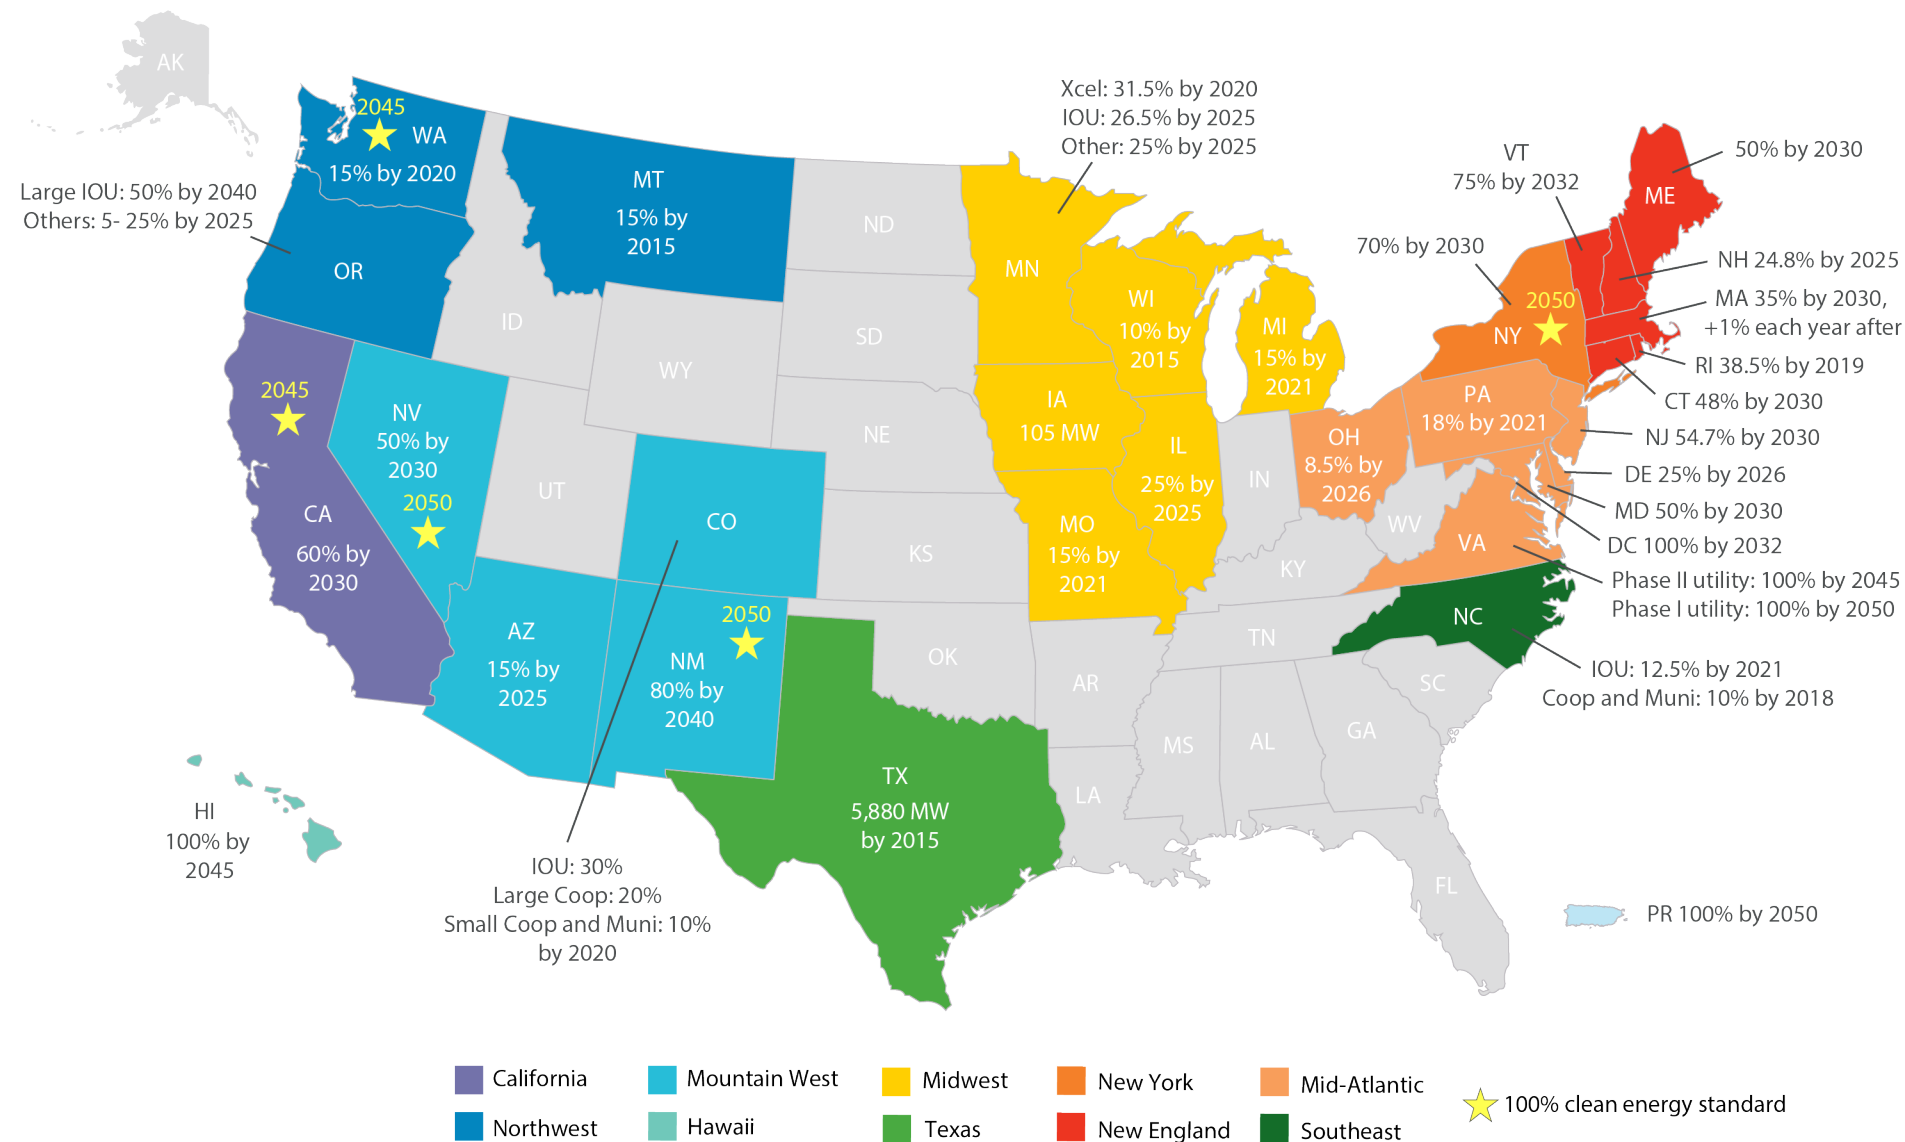 AK
2045
WA
15% by 2020
Large IOU: 50% by 2040
Others: 5- 25% by 2025
OR
MT
15% by
2015
ID
WY
ND
SD
NE
KS
OK
Xcel: 31.5% by 2020
IOU: 26.5% by 2025
Other: 25% by 2025
MN
WI
10% by
2015
MI
15% by
2021
IA
105 MW
IL
25% by
2025
MO
15% by
2021
IN
OH
8.5% by
2026
KY
WV
TN
AR
LA
MS
AL
GA
SC
FL
VT
75% by 2032
50% by 2030
ME
70% by 2030
2050
NY
NH 24.8% by 2025
MA 35% by 2030,
+1% each year after
RI 38.5% by 2019
CT 48% by 2030
PA
18% by 2021
NJ 54.7% by 2030
DE 25% by 2026
MD 50% by 2030
DC 100% by 2032
VA
Phase II utility: 100% by 2045
Phase I utility: 100% by 2050
NC
IOU: 12.5% by 2021
Coop and Muni: 10% by 2018
2045
CA
60% by
2030
NV
50% by
2030
2050
UT
CO
AZ
15% by
2025
2050
NM
80% by
2040
TX
5,880 MW
by 2015
HI
100% by
2045
IOU: 30%
Large Coop: 20%
Small Coop and Muni: 10%
by 2020
PR 100% by 2050
California
Mountain West
Midwest
New York
Mid-Atlantic
100% clean energy standard
Northwest
Hawaii
Texas
New England
Southeast